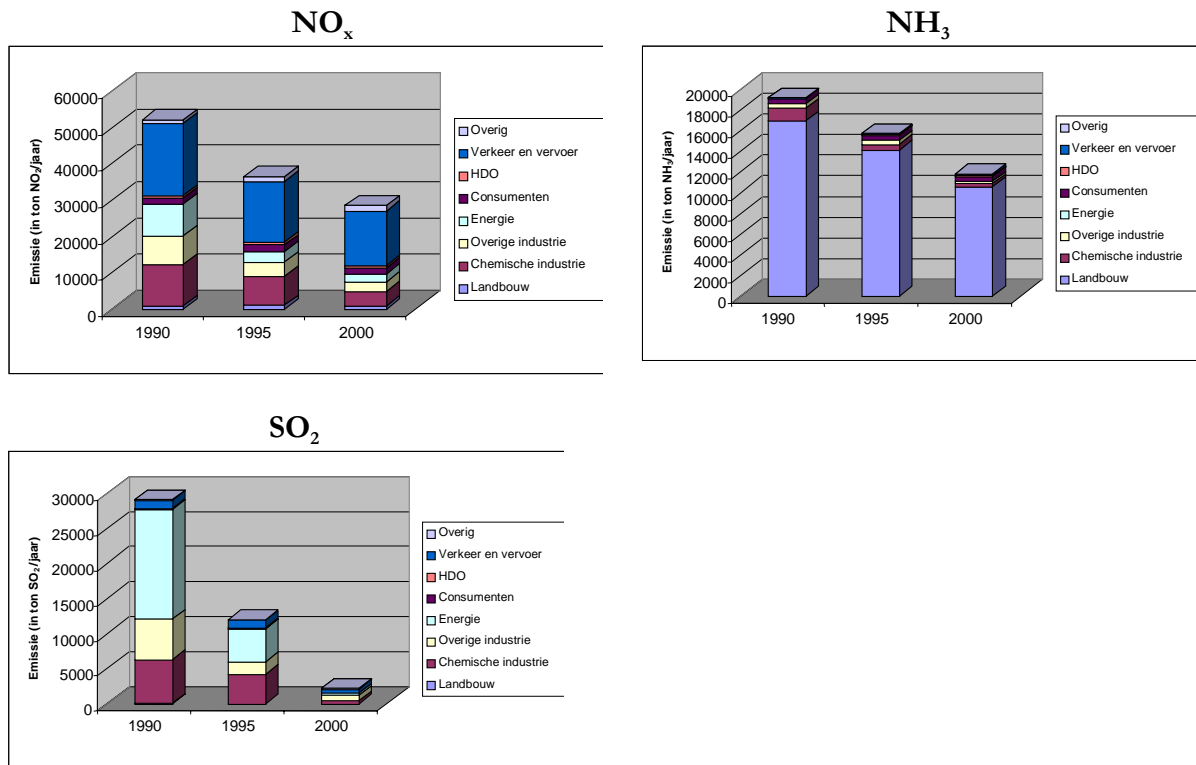 NOx
Emissie (in ton NO2/jaar)
60000
50000
40000
30000
20000
10000
0
1990
1995
2000
Overig
Verkeer en vervoer
HDO
Consumenten
Energie
Overige industrie
Chemische industrie
Landbouw
NH3
Emissie (in ton NH3/jaar)
20000
18000
16000
14000
12000
10000
8000
6000
4000
2000
0
1990
1995
2000
Overig
Verkeer en vervoer
HDO
Consumenten
Energie
Overige industrie
Chemische industrie
Landbouw
SO2
Emissie (in ton SO2/jaar)
30000
25000
20000
15000
10000
5000
0
1990
1995
2000
Overig
Verkeer en vervoer
HDO
Consumenten
Energie
Overige industrie
Chemische industrie
Landbouw